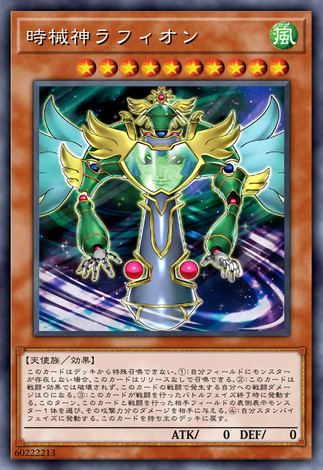 時械神ラフィオン
風
【天使族／効果】
このカードはデッキから特殊召喚できない。①：自分フィールドにモンスター
が存在しない場合、このカードはリリースなしで召喚できる。②：このカードは
戦闘・効果では破壊されず、このカードの戦闘で発生する自分への戦闘ダメー
ジは０になる。③：このカードが戦闘を行ったバトルフェイズ終了時に発動す
る。このターン、このカードと戦闘を行った相手フィールドの表側表示モンス
ター１体を選び、その攻撃力分のダメージを相手に与える。④：自分スタンバイ
フェイズに発動する。このカードを持ち主のデッキに戻す。
ATK/ 0 DEF/ 0
60222213